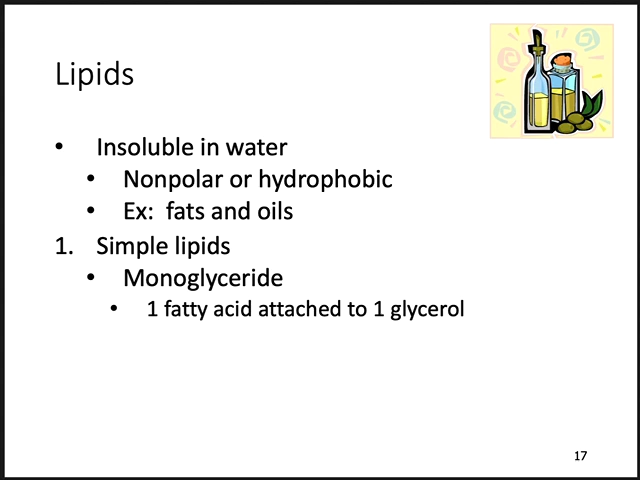 Lipids
• Insoluble in water
• Nonpolar or hydrophobic
• Ex: fats and oils
1. Simple lipids
• Monoglyceride
• 1 fatty acid attached to 1 glycerol
17